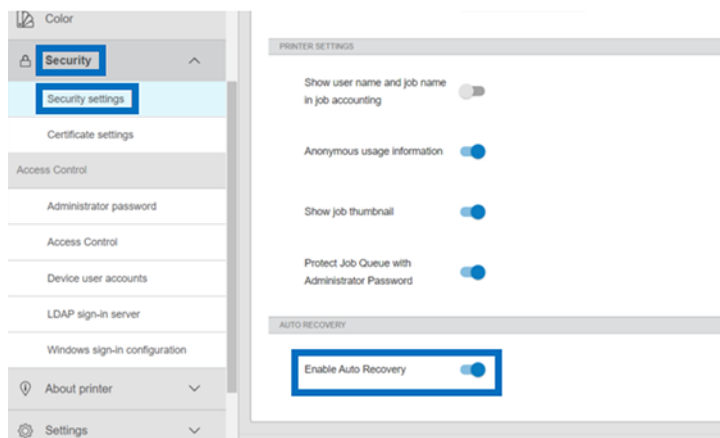 Color
Security
Security settings
Certificate settings
Access Control
Administrator password
Access Control
Device user accounts
LDAP sign-in server
Windows sign-in configuration
About printer
Settings
PRINTER SETTINGS
Show user name and job name
in job accounting
Anonymous usage information
Show job thumbnail
Protect Job Queue with
Administrator Password
AUTO RECOVERY
Enable Auto Recovery